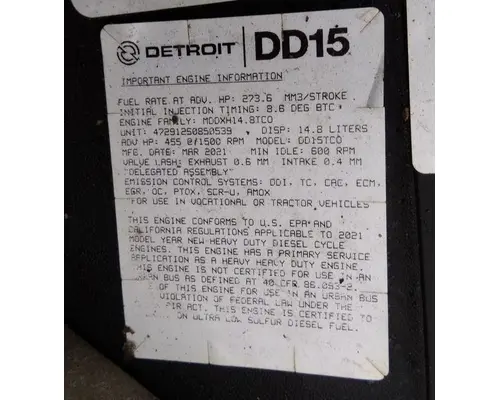 DETROIT DD15
IMPORTANT ENGINE INFORMATION
FUEL RATE AT ADV. HP: 273.6 MM3/STROKE
INITIAL INJECTION TIMING: 8.6 DEG BTC
ENGINE FAMILY: MDDXH14.8TCO
UNIT: 472912S0850539 DISP: 14.8 LITERS
ADV HP: 455 @/1500 RPM MODEL: DD15TCO
MFG. DATE: MAR 2021 MIN IDLE: 600 RPM
VALVE LASH: EXHAUST 0.6 MM INTAKE 0.4 MM
"DELEGATED ASSEMBLY"
EMISSION CONTROL SYSTEMS: DDI, TC, CAC, ECM,
EGR, OC, PTOX, SCR-U, AMOX
"FOR USE IN VOCATIONAL OR TRACTOR VEHICLES"
THIS ENGINE CONFORMS TO U.S. EPA AND
CALIFORNIA REGULATIONS APPLICABLE TO 2021
MODEL YEAR NEW HEAVY DUTY DIESEL CYCLE
ENGINES. THIS ENGINE HAS A PRIMARY SERVICE
APPLICATION AS A HEAVY HEAVY DUTY ENGINE.
THIS ENGINE IS NOT CERTIFIED FOR USE IN AN
URBAN BUS AS DEFINED AT 40 CFR 86.093-2.
OF THIS ENGINE FOR USE IN AN URBAN BUS
VIOLATION OF FEDERAL LAW UNDER THE
AIR ACT. THIS ENGINE IS CERTIFIED
ON ULTRA LOW SULFUR DIESEL FUEL.